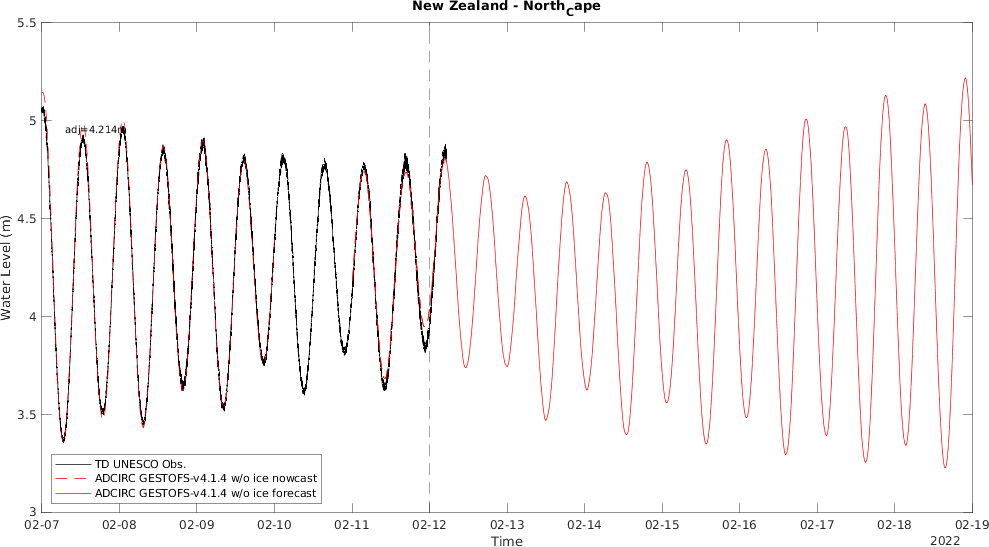 New Zealand - NorthCape
5.5
5
4.5
4
3.5
3
Water Level (m)
adj=4.214m
TD UNESCO Obs.
ADCIRC GESTOFS-v4.1.4 w/o ice nowcast
ADCIRC GESTOFS-v4.1.4 w/o ice forecast
02-07 02-08 02-09 02-10 02-11 02-12 02-13 02-14 02-15 02-16 02-17 02-18 02-19
Time
2022